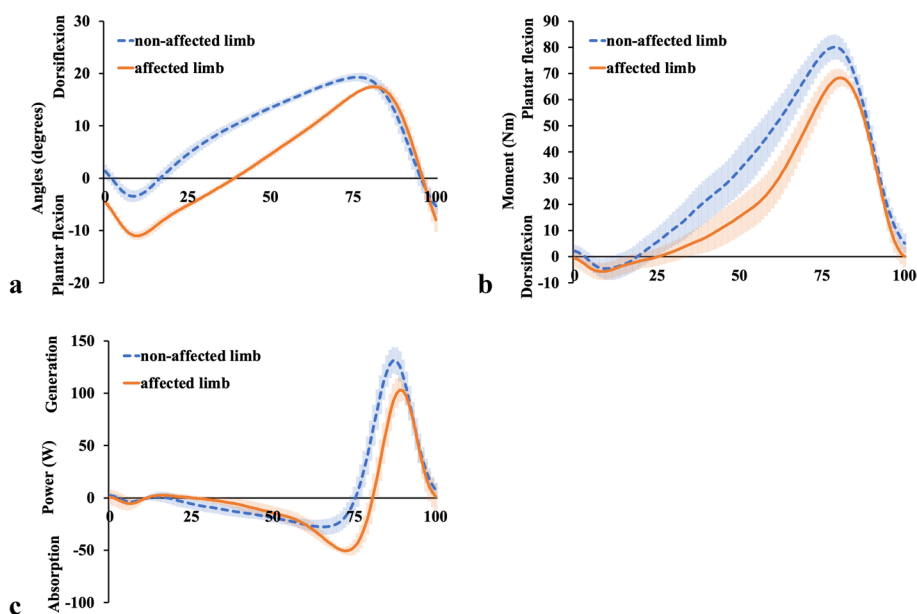 Dorsiflexion
Angles (degrees)
Plantar flexion
30
20
10
0
-10
-20
non-affected limb
affected limb
0
25
50
75
100
a
Plantar flexion
Moment (Nm)
Dorsiflexion
90
80
70
60
50
40
30
20
10
0
-10
non-affected limb
affected limb
0
25
50
75
100
b
Generation
Power (W)
Absorption
150
100
50
0
-50
-100
non-affected limb
affected limb
0
25
50
75
100
c